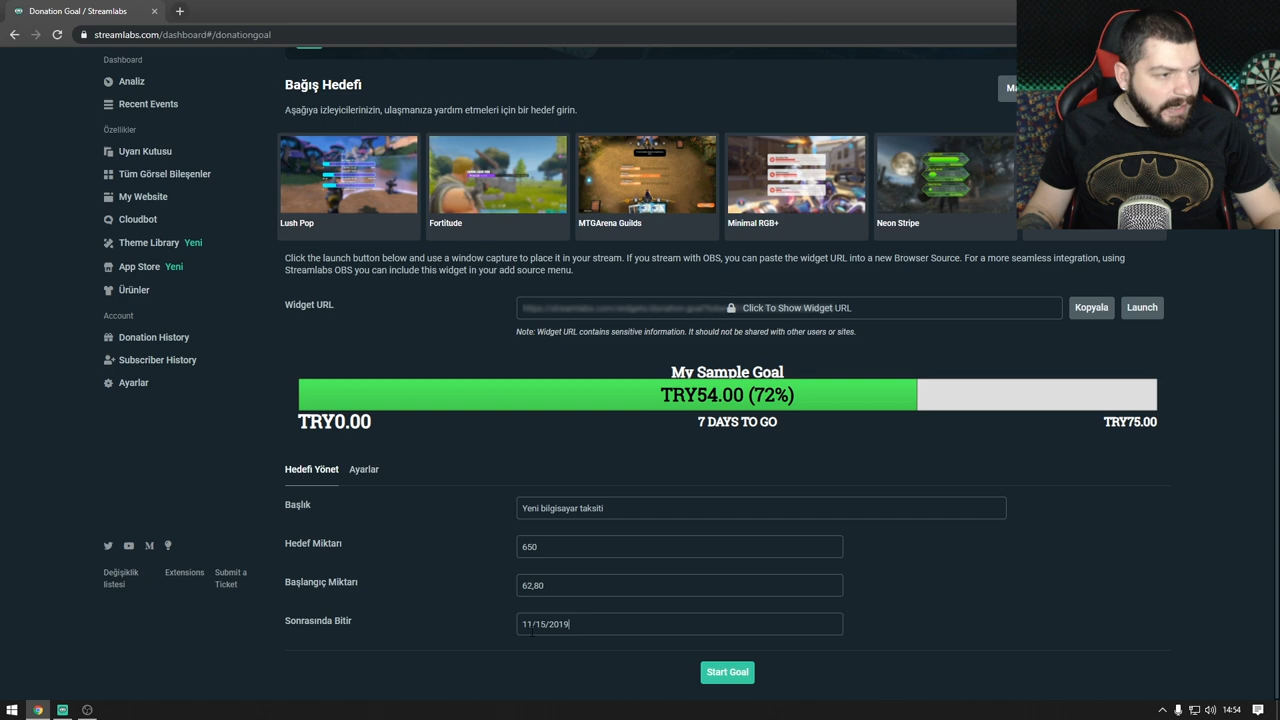 Donation Goal / Streamlabs
streamlabs.com/dashboard#/donationgoal
Dashboard
Analiz
Recent Events
Özellikler
Uyarı Kutusu
Tüm Görsel Bileşenler
My Website
Cloudbot
Theme Library Yeni
App Store Yeni
Ürünler
Account
Donation History
Subscriber History
Ayarlar
Değişiklik listesi
Extensions
Submit a Ticket
Bağış Hedefi
Aşağıya izleyicilerinizin, ulaşmanıza yardım etmeleri için bir hedef girin.
Lush Pop
Fortitude
MTGArena Guilds
Minimal RGB+
Neon Stripe
Click the launch button below and use a window capture to place it in your stream. If you stream with OBS, you can paste the widget URL into a new Browser Source. For a more seamless integration, using
Streamlabs OBS you can include this widget in your add source menu.
Widget URL
Click To Show Widget URL
Kopyala
Launch
Note: Widget URL contains sensitive information. It should not be shared with other users or sites.
My Sample Goal
TRY54.00 (72%)
TRY0.00
7 DAYS TO GO
TRY75.00
Hedefi Yönet
Ayarlar
Başlık
Yeni bilgisayar taksiti
Hedef Miktarı
650
Başlangıç Miktarı
62,80
Sonrasında Bitir
11/15/2019
Start Goal
14:54